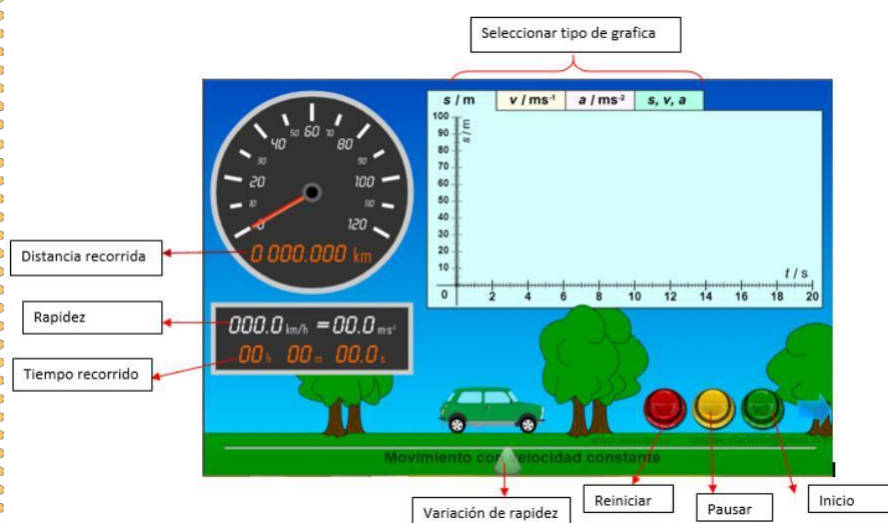 Seleccionar tipo de grafica
s / m
v / ms⁻¹
a / ms⁻²
s, v, a
100
90
80
70
60
50
40
30
20
10
0
s / m
t / s
2 4 6 8 10 12 14 16 18 20
0 10 20 30 40 50 60 70 80 90 100 110 120
0 000.000 km
Distancia recorrida
Rapidez
000.0 km/h = 00.0 m·s⁻¹
Tiempo recorrido
00 h 00 m 00.0 s
Movimiento con velocidad constante
Variación de rapidez
Reiniciar
Pausar
Inicio